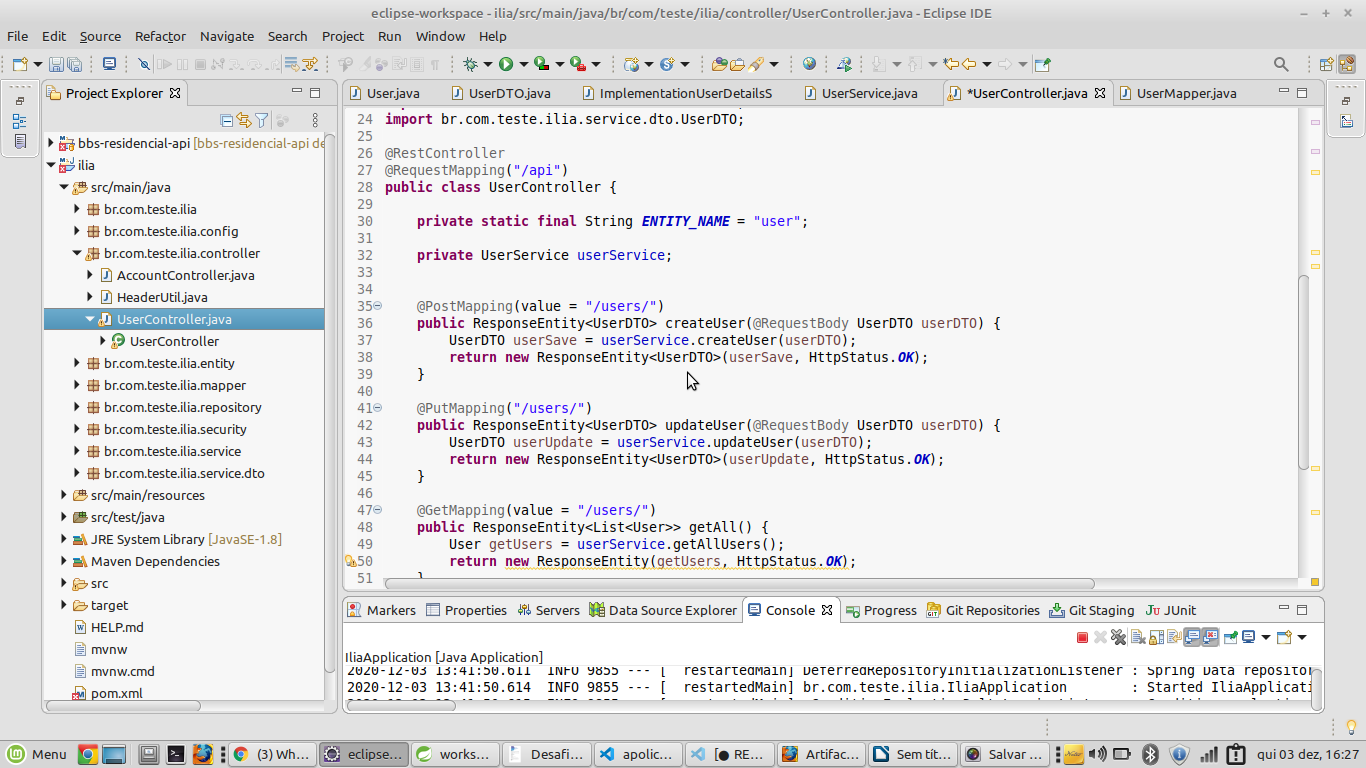 eclipse-workspace - ilia/src/main/java/br/com/teste/ilia/controller/UserController.java - Eclipse IDE
File Edit Source Refactor Navigate Search Project Run Window Help
Project Explorer
User.java UserDTO.java ImplementationUserDetailsS UserService.java *UserController.java UserMapper.java
bbs-residencial-api [bbs-residencial-api de
ilia
src/main/java
br.com.teste.ilia
br.com.teste.ilia.config
br.com.teste.ilia.controller
AccountController.java
HeaderUtil.java
UserController.java
UserController
br.com.teste.ilia.entity
br.com.teste.ilia.mapper
br.com.teste.ilia.repository
br.com.teste.ilia.security
br.com.teste.ilia.service
br.com.teste.ilia.service.dto
src/main/resources
src/test/java
JRE System Library [JavaSE-1.8]
Maven Dependencies
src
target
HELP.md
mvnw
mvnw.cmd
pom.xml
24 import br.com.teste.ilia.service.dto.UserDTO;
25
26 @RestController
27 @RequestMapping("/api")
28 public class UserController {
29
30 private static final String ENTITY_NAME = "user";
31
32 private UserService userService;
33
34
35 @PostMapping(value = "/users/")
36 public ResponseEntity<UserDTO> createUser(@RequestBody UserDTO userDTO) {
37 UserDTO userSave = userService.createUser(userDTO);
38 return new ResponseEntity<UserDTO>(userSave, HttpStatus.OK);
39 }
40
41 @PutMapping("/users/")
42 public ResponseEntity<UserDTO> updateUser(@RequestBody UserDTO userDTO) {
43 UserDTO userUpdate = userService.updateUser(userDTO);
44 return new ResponseEntity<UserDTO>(userUpdate, HttpStatus.OK);
45 }
46
47 @GetMapping(value = "/users/")
48 public ResponseEntity<List<User>> getAll() {
49 User getUsers = userService.getAllUsers();
50 return new ResponseEntity(getUsers, HttpStatus.OK);
51
Markers Properties Servers Data Source Explorer Console Progress Git Repositories Git Staging JUnit
IliaApplication [Java Application]
2020-12-03 13:41:50.611 INFO 9855 --- [ restartedMain] DeferredRepositoryInitializationListener : Spring Data repositor
2020-12-03 13:41:50.614 INFO 9855 --- [ restartedMain] br.com.teste.ilia.IliaApplication : Started IliaApplicati
Menu (3) Wh... eclipse... works... Desafi... apolic... [● RE... Artifac... Sem tít... Salvar ... qui 03 dez, 16:27